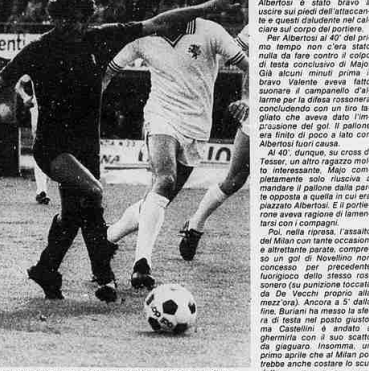 Albertosi è stato bravo a
uscire sui piedi dell'attaccan-
te e questi daludente nel cal-
ciare sul corpo del portiere.
Per Albertosi al 40' del pri-
mo tempo non c'era stato
nulla da fare contro il colpo
di testa conclusivo di Majo.
Già alcuni minuti prima il
bravo Valente aveva fatto
suonare il campanello d'al-
larme per la difesa rossonera
concludendo con un tiro ta-
gliato che aveva dato l'im-
pressione del gol. Il pallone
era finito di poco a lato con
Albertosi fuori causa.
Al 40', dunque, su cross di
Tesser, un altro ragazzo mol-
to interessante, Majo com-
pletamente solo riusciva a
mandare il pallone dalla par-
te opposta a quella in cui era
piazzato Albertosi. E il portie-
rone aveva ragione di lamen-
tarsi con i compagni.
Poi, nella ripresa, l'assalto
del Milan con tante occasioni
e altrettante parate, compre-
so un gol di Novellino non
concesso per precedente
fuorigioco dello stesso ros-
sonero (su punizione toccata
da De Vecchi proprio alla
mezz'ora). Ancora a 5' dalla
fine, Buriani ha messo la sfe-
ra di testa nel posto giusto,
ma Castellini è andato a
ghermirla con il suo scatto
da giaguaro. Insomma, un
primo aprile che al Milan po-
trebbe anche costare lo scu-